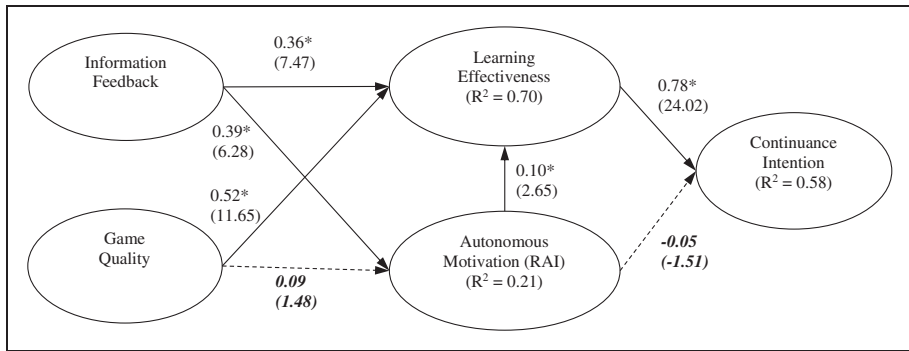 Information
Feedback
0.36*
(7.47)
Learning
Effectiveness
(R² = 0.70)
0.78*
(24.02)
0.39*
(6.28)
Continuance
Intention
(R² = 0.58)
0.52*
(11.65)
0.10*
(2.65)
Game
Quality
0.09
(1.48)
Autonomous
Motivation (RAI)
(R² = 0.21)
-0.05
(-1.51)